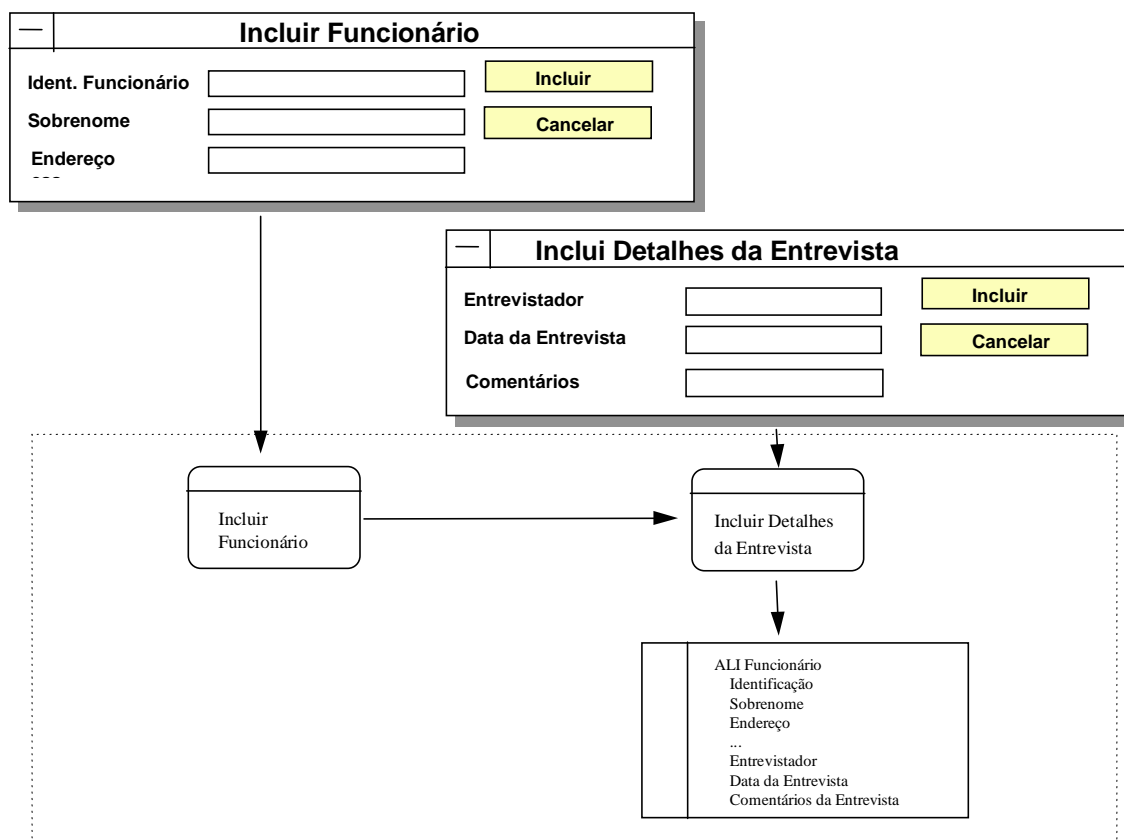 Incluir Funcionário
Ident. Funcionário
Incluir
Sobrenome
Cancelar
Endereço
Inclui Detalhes da Entrevista
Entrevistador
Incluir
Data da Entrevista
Cancelar
Comentários
Incluir
Funcionário
Incluir Detalhes
da Entrevista
ALI Funcionário
Identificação
Sobrenome
Endereço
...
Entrevistador
Data da Entrevista
Comentários da Entrevista